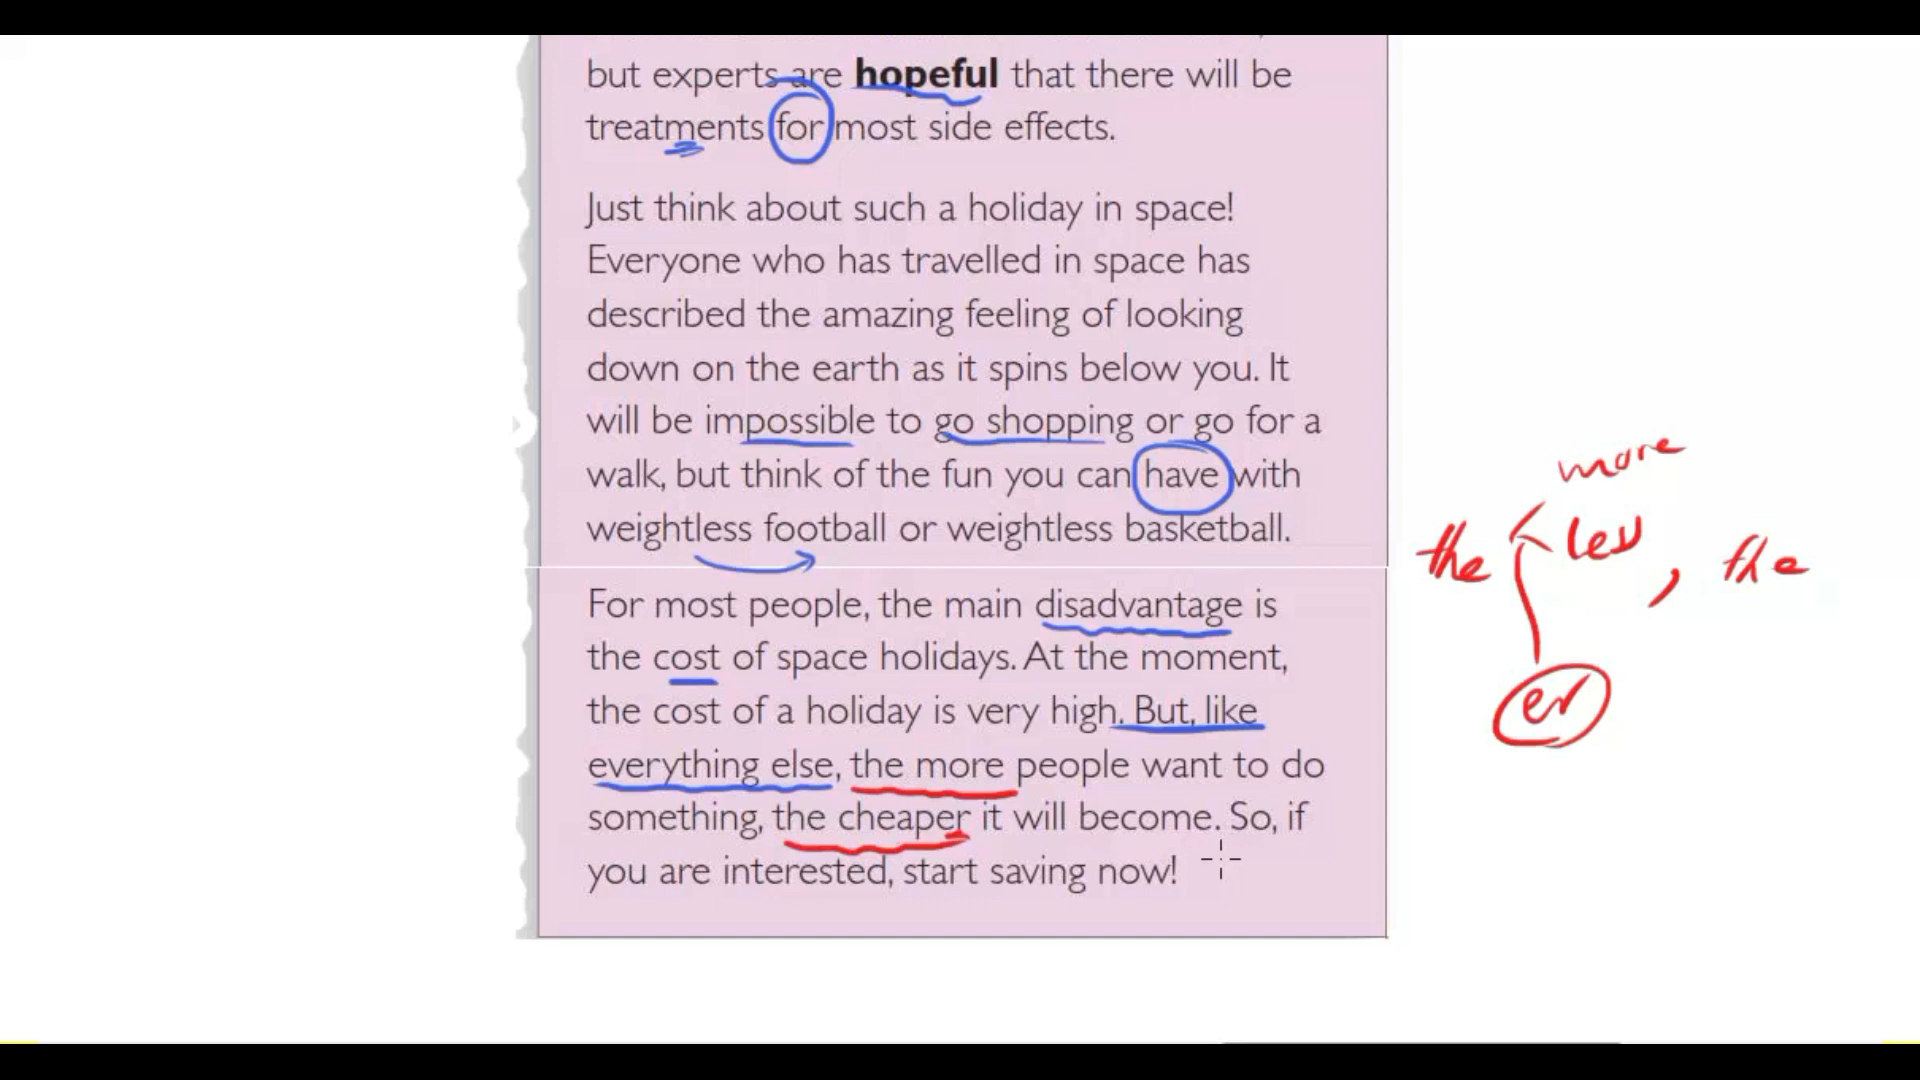 but experts are hopeful that there will be
treatments for most side effects.
Just think about such a holiday in space!
Everyone who has travelled in space has
described the amazing feeling of looking
down on the earth as it spins below you. It
will be impossible to go shopping or go for a
walk, but think of the fun you can have with
weightless football or weightless basketball.
For most people, the main disadvantage is
the cost of space holidays. At the moment,
the cost of a holiday is very high. But, like
everything else, the more people want to do
something, the cheaper it will become. So, if
you are interested, start saving now!
more
the less, the
er